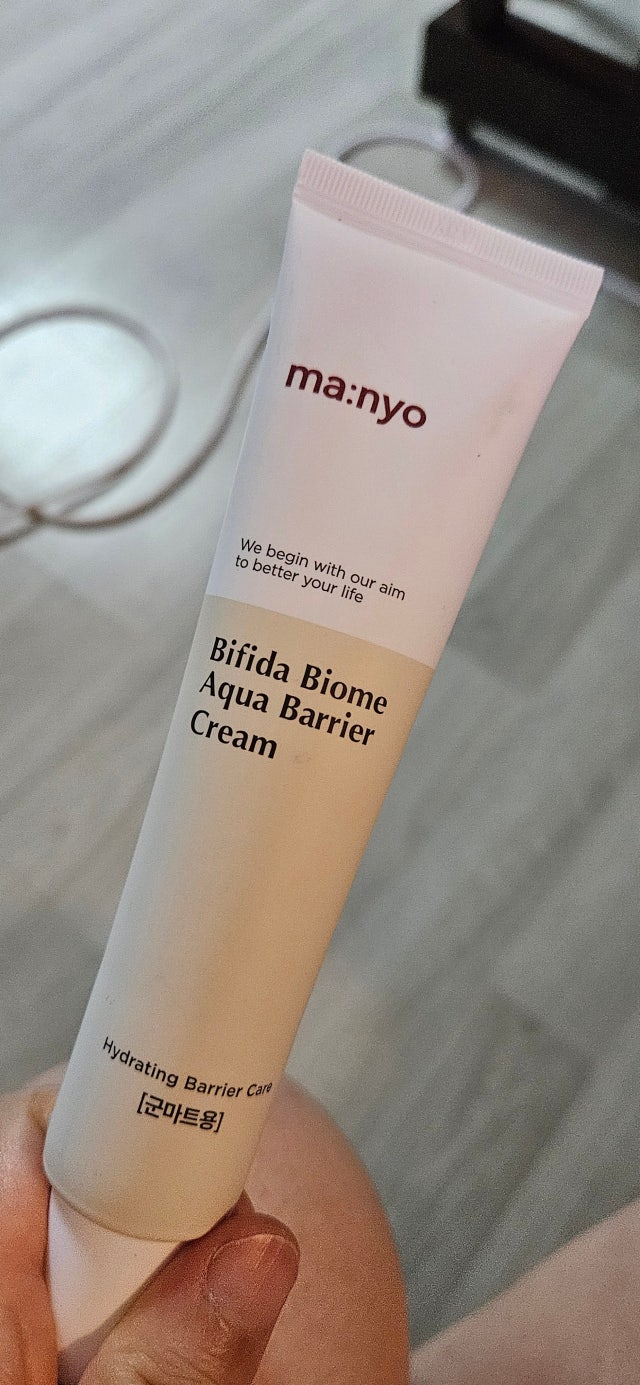 ma:nyo
We begin with our aim
to better your life
Bifida Biome
Aqua Barrier
Cream
Hydrating Barrier Care
[군마트용]